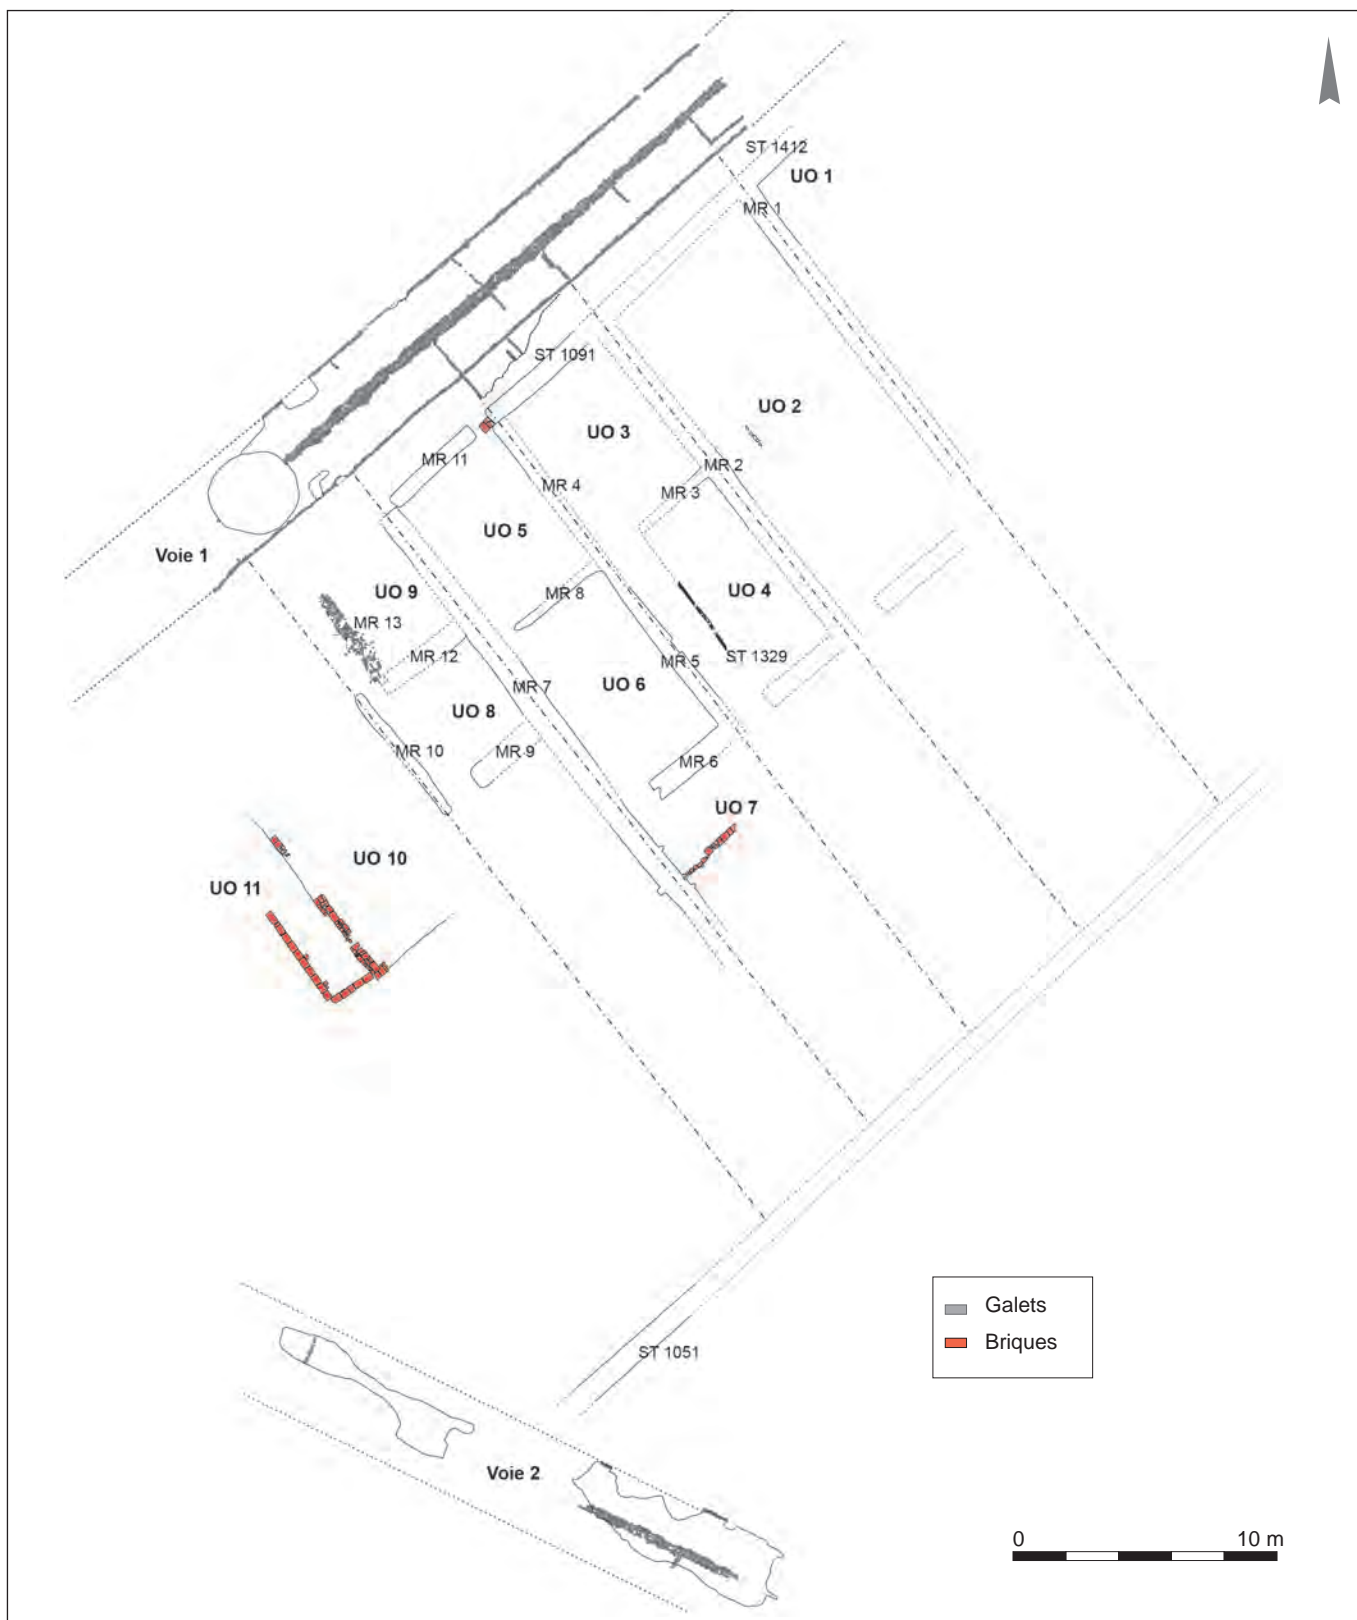 ST 1412
UO 1
MR 1
ST 1091
UO 2
UO 3
MR 11
MR 2
MR 4
MR 3
UO 5
Voie 1
UO 9
MR 8
UO 4
MR 13
MR 12
ST 1329
MR 5
MR 7
UO 6
UO 8
MR 10
MR 9
MR 6
UO 7
UO 10
UO 11
Galets
Briques
ST 1051
Voie 2
0 10 m